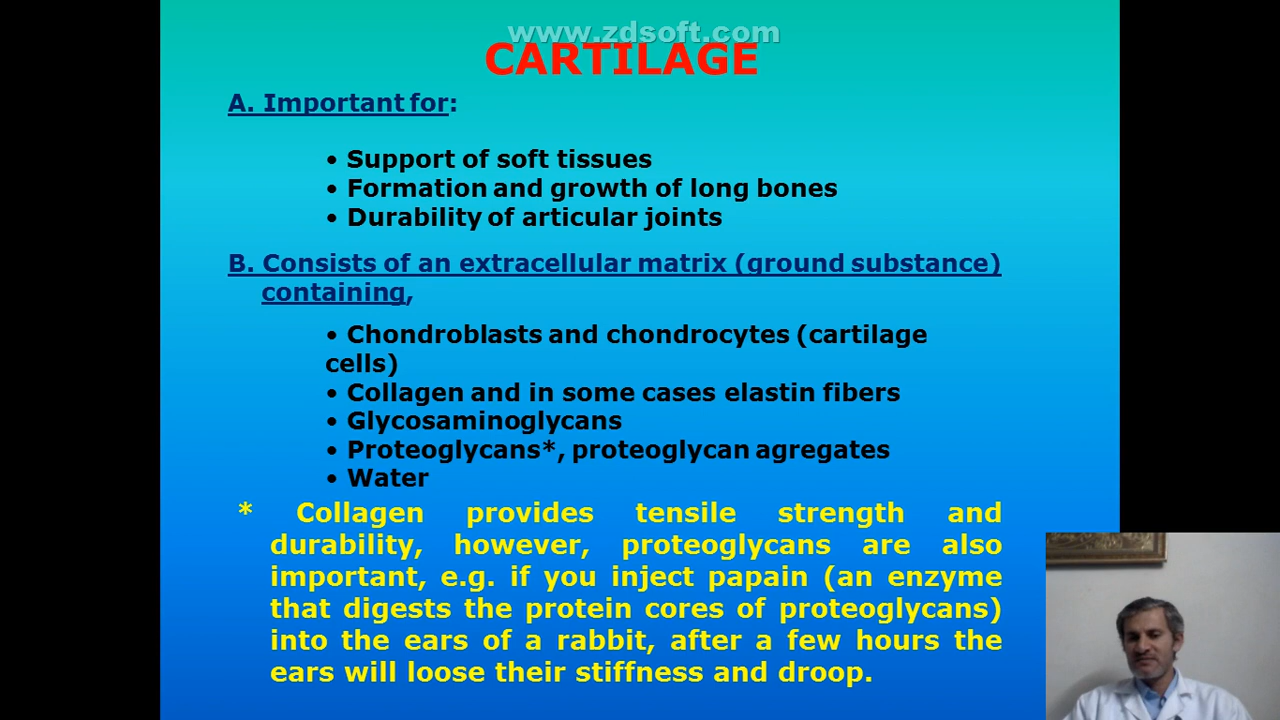 www.zdsoft.com
CARTILAGE
A. Important for:
• Support of soft tissues
• Formation and growth of long bones
• Durability of articular joints
B. Consists of an extracellular matrix (ground substance)
containing,
• Chondroblasts and chondrocytes (cartilage
cells)
• Collagen and in some cases elastin fibers
• Glycosaminoglycans
• Proteoglycans*, proteoglycan agregates
• Water
* Collagen provides tensile strength and
durability, however, proteoglycans are also
important, e.g. if you inject papain (an enzyme
that digests the protein cores of proteoglycans)
into the ears of a rabbit, after a few hours the
ears will loose their stiffness and droop.